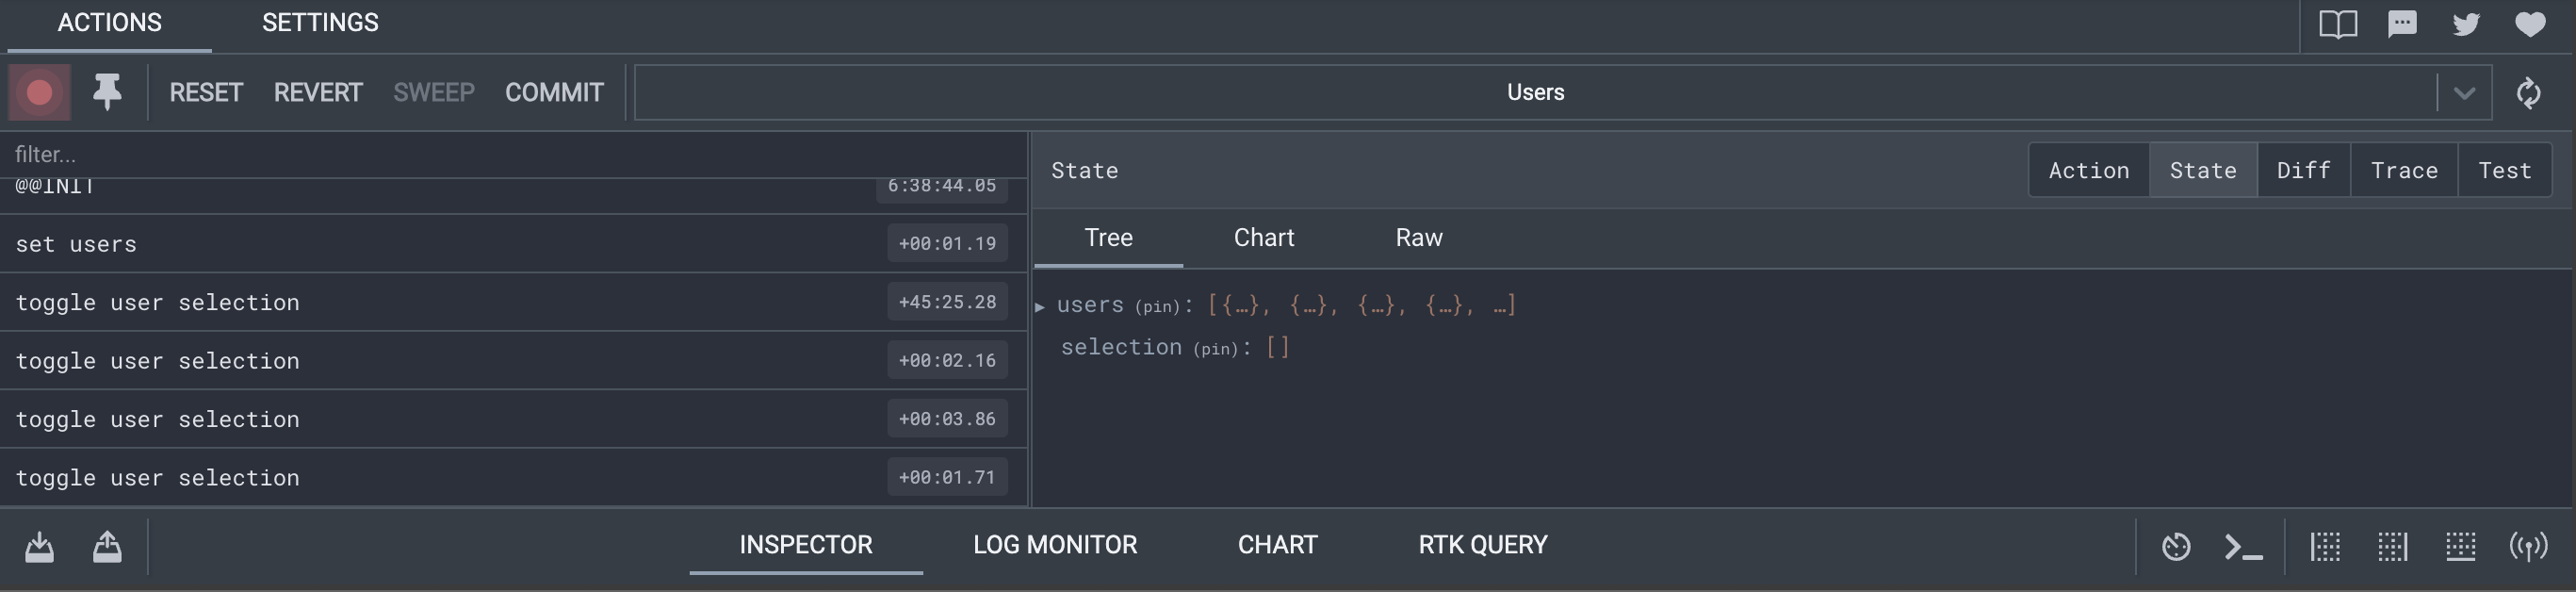 ACTIONS SETTINGS
RESET REVERT SWEEP COMMIT Users
filter...
@@INIT 6:38:44.05
set users +00:01.19
toggle user selection +45:25.28
toggle user selection +00:02.16
toggle user selection +00:03.86
toggle user selection +00:01.71
State Action State Diff Trace Test
Tree Chart Raw
users (pin): [{…}, {…}, {…}, {…}, …]
selection (pin): []
INSPECTOR LOG MONITOR CHART RTK QUERY